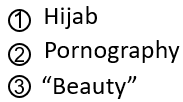 ① Hijab
② Pornography
③ “Beauty”